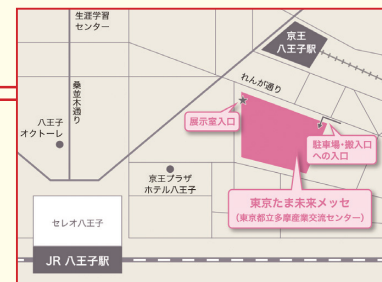 生涯学習
センター
京王
八王子駅
桑並木通り
れんが通り
展示室入口
八王子
オクトーレ
駐車場・搬入口
への入口
京王プラザ
ホテル八王子
東京たま未来メッセ
(東京都立多摩産業交流センター)
セレオ八王子
JR 八王子駅